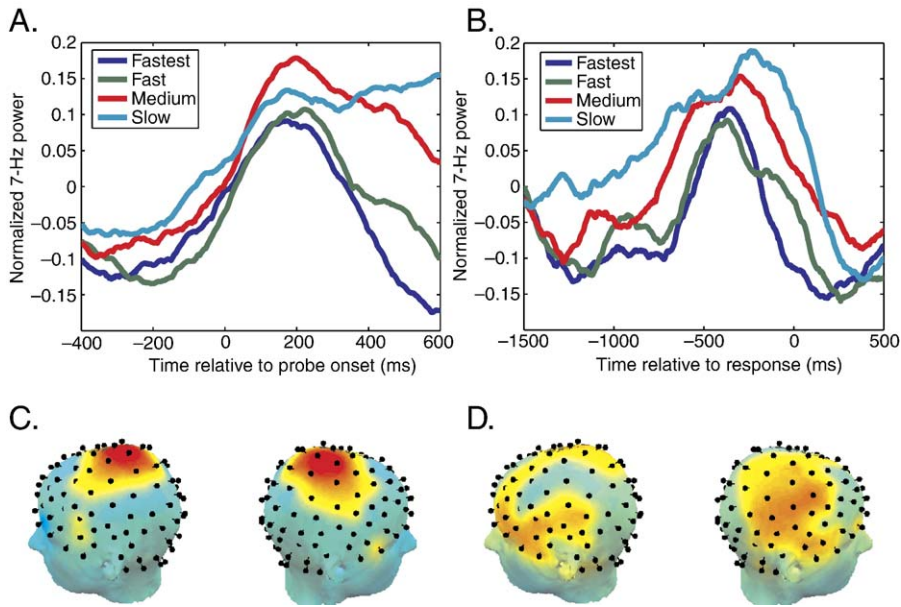 A.
Normalized 7-Hz power
0.2
0.15
0.1
0.05
0
−0.05
−0.1
−0.15
Fastest
Fast
Medium
Slow
−400
−200
0
200
400
600
Time relative to probe onset (ms)
B.
Normalized 7-Hz power
0.2
0.15
0.1
0.05
0
−0.05
−0.1
−0.15
Fastest
Fast
Medium
Slow
−1500
−1000
−500
0
500
Time relative to response (ms)
C.
D.